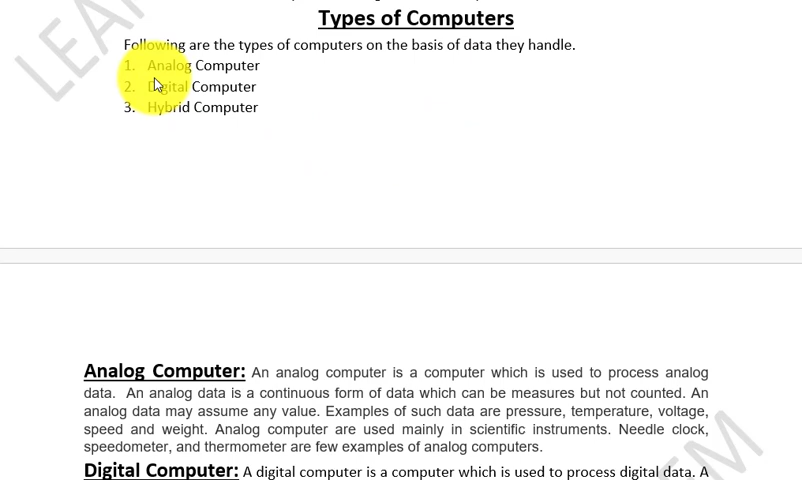 Types of Computers
Following are the types of computers on the basis of data they handle.
1. Analog Computer
2. Digital Computer
3. Hybrid Computer
Analog Computer: An analog computer is a computer which is used to process analog
data. An analog data is a continuous form of data which can be measures but not counted. An
analog data may assume any value. Examples of such data are pressure, temperature, voltage,
speed and weight. Analog computer are used mainly in scientific instruments. Needle clock,
speedometer, and thermometer are few examples of analog computers.
Digital Computer: A digital computer is a computer which is used to process digital data. A